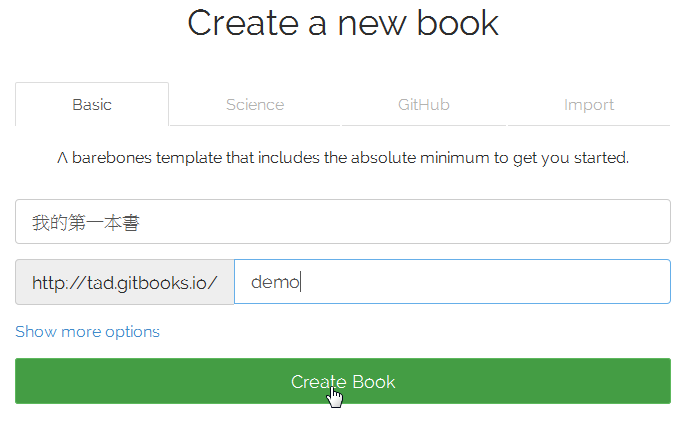 Create a new book
Basic Science GitHub Import
A barebones template that includes the absolute minimum to get you started.
我的第一本書
http://tad.gitbooks.io/ demo
Show more options
Create Book